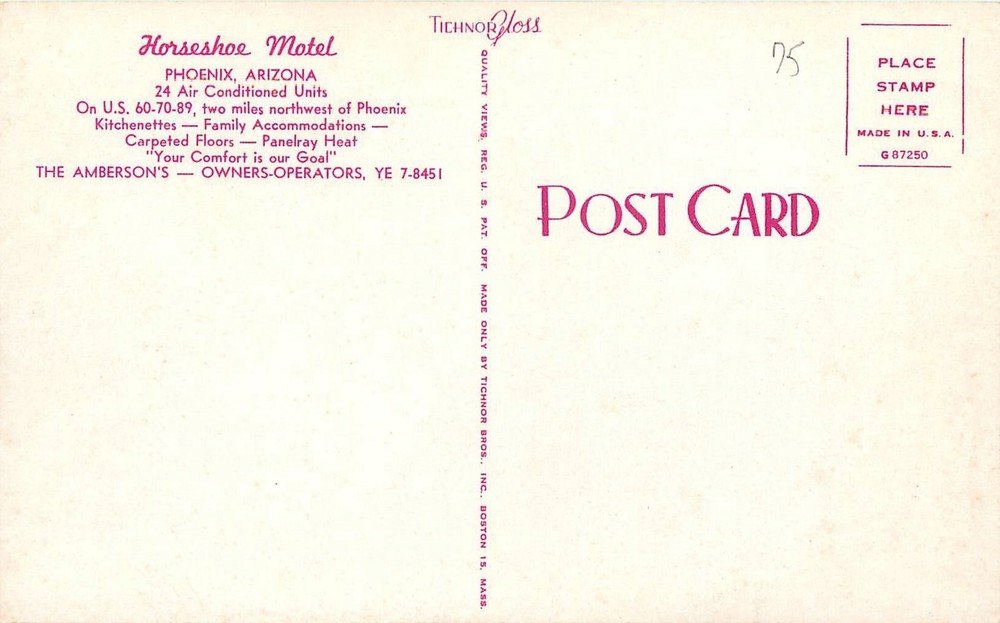 Horseshoe Motel
PHOENIX, ARIZONA
24 Air Conditioned Units
On U.S. 60-70-89, two miles northwest of Phoenix
Kitchenettes — Family Accommodations —
Carpeted Floors — Panelray Heat
"Your Comfort is our Goal"
THE AMBERSON'S — OWNERS-OPERATORS, YE 7-8451
TICHNOR Gloss
QUALITY VIEWS, REG. U. S. PAT. OFF. MADE ONLY BY TICHNOR BROS., INC., BOSTON 15, MASS.
75
PLACE
STAMP
HERE
MADE IN U.S.A.
G 87250
POST CARD